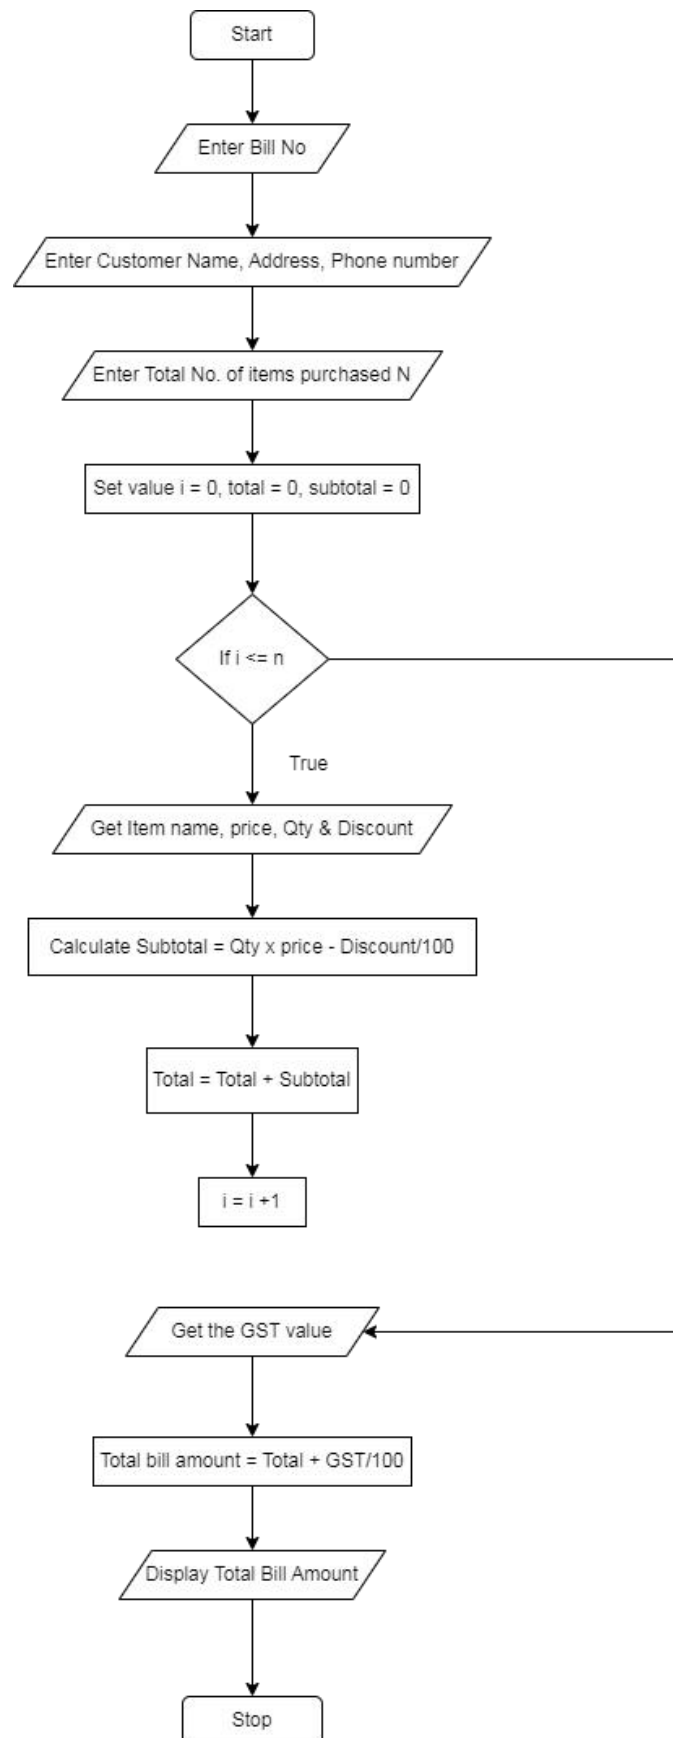 Start
Enter Bill No
Enter Customer Name, Address, Phone number
Enter Total No. of items purchased N
Set value i = 0, total = 0, subtotal = 0
If i <= n
True
Get Item name, price, Qty & Discount
Calculate Subtotal = Qty x price - Discount/100
Total = Total + Subtotal
i = i +1
Get the GST value
Total bill amount = Total + GST/100
Display Total Bill Amount
Stop